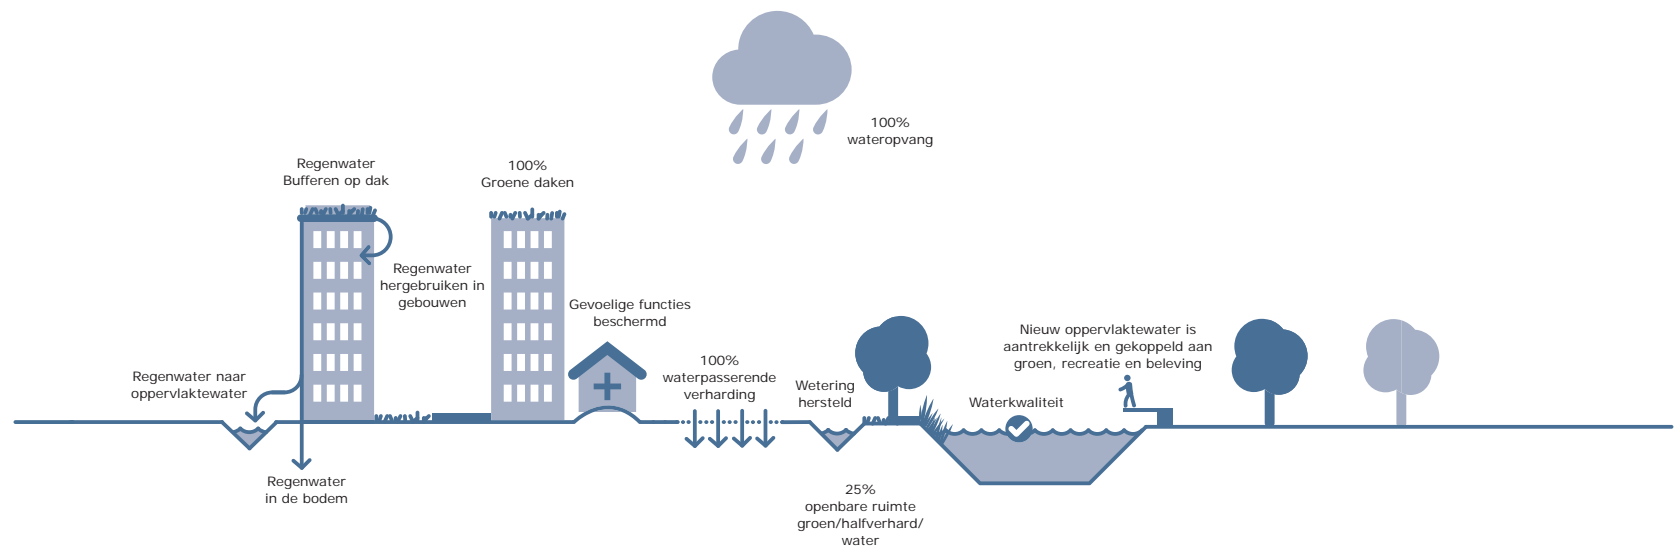 100%
wateropvang
Regenwater
Bufferen op dak
100%
Groene daken
Regenwater
hergebruiken in
gebouwen
Gevoelige functies
beschermd
Regenwater naar
oppervlaktewater
100%
waterpasserende
verharding
Wetering
hersteld
Nieuw oppervlaktewater is
aantrekkelijk en gekoppeld aan
groen, recreatie en beleving
Waterkwaliteit
Regenwater
in de bodem
25%
openbare ruimte
groen/halfverhard/
water